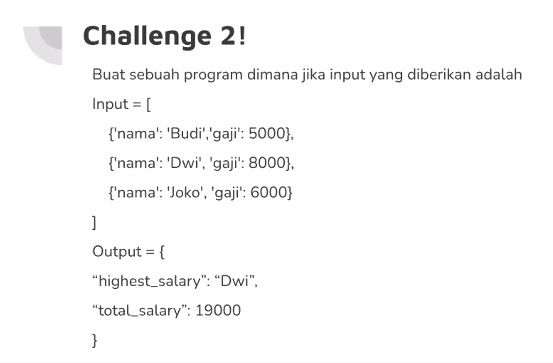 Challenge 2!
Buat sebuah program dimana jika input yang diberikan adalah
Input = [
{'nama': 'Budi','gaji': 5000},
{'nama': 'Dwi', 'gaji': 8000},
{'nama': 'Joko', 'gaji': 6000}
]
Output = {
“highest_salary”: “Dwi”,
“total_salary”: 19000
}